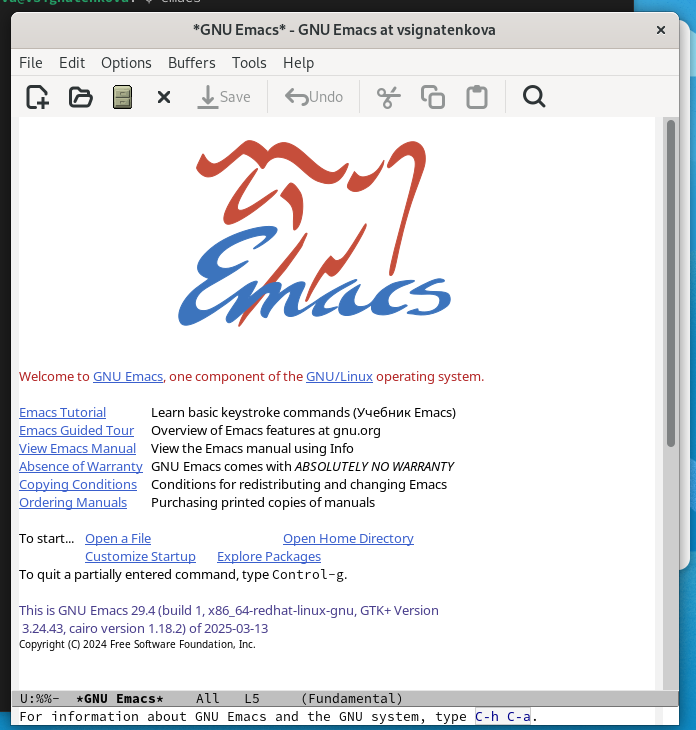 *GNU Emacs* - GNU Emacs at vsignatenkova
File Edit Options Buffers Tools Help
Save Undo
Emacs
Welcome to GNU Emacs, one component of the GNU/Linux operating system.
Emacs Tutorial Learn basic keystroke commands (Учебник Emacs)
Emacs Guided Tour Overview of Emacs features at gnu.org
View Emacs Manual View the Emacs manual using Info
Absence of Warranty GNU Emacs comes with ABSOLUTELY NO WARRANTY
Copying Conditions Conditions for redistributing and changing Emacs
Ordering Manuals Purchasing printed copies of manuals
To start... Open a File Open Home Directory
Customize Startup Explore Packages
To quit a partially entered command, type Control-g.
This is GNU Emacs 29.4 (build 1, x86_64-redhat-linux-gnu, GTK+ Version
3.24.43, cairo version 1.18.2) of 2025-03-13
Copyright (C) 2024 Free Software Foundation, Inc.
U:%%- *GNU Emacs* All L5 (Fundamental)
For information about GNU Emacs and the GNU system, type C-h C-a.